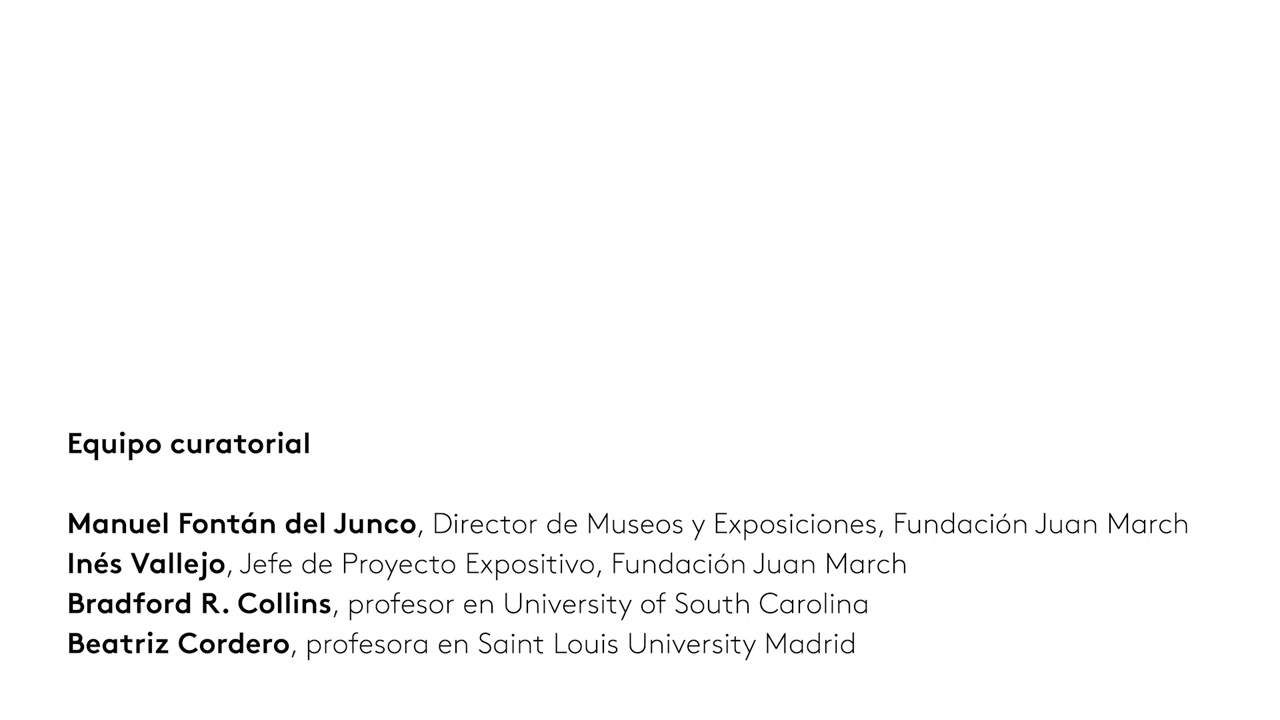 Equipo curatorial
Manuel Fontán del Junco, Director de Museos y Exposiciones, Fundación Juan March
Inés Vallejo, Jefe de Proyecto Expositivo, Fundación Juan March
Bradford R. Collins, profesor en University of South Carolina
Beatriz Cordero, profesora en Saint Louis University Madrid